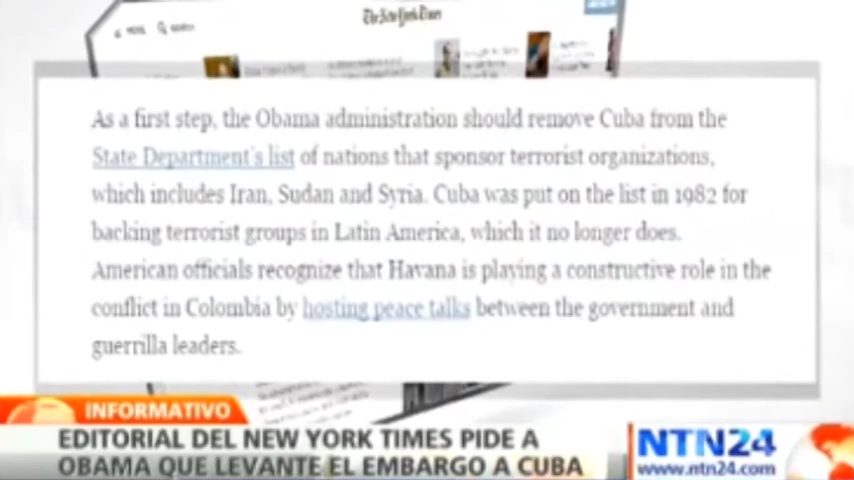 The New York Times
As a first step, the Obama administration should remove Cuba from the
State Department's list of nations that sponsor terrorist organizations,
which includes Iran, Sudan and Syria. Cuba was put on the list in 1982 for
backing terrorist groups in Latin America, which it no longer does.
American officials recognize that Havana is playing a constructive role in the
conflict in Colombia by hosting peace talks between the government and
guerrilla leaders.
INFORMATIVO
EDITORIAL DEL NEW YORK TIMES PIDE A
OBAMA QUE LEVANTE EL EMBARGO A CUBA
NTN24
www.ntn24.com